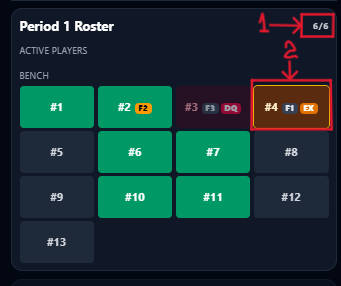 Period 1 Roster 1 6/6
ACTIVE PLAYERS 2
BENCH
#1 #2 F2 #3 F3 DQ #4 F1 EX
#5 #6 #7 #8
#9 #10 #11 #12
#13